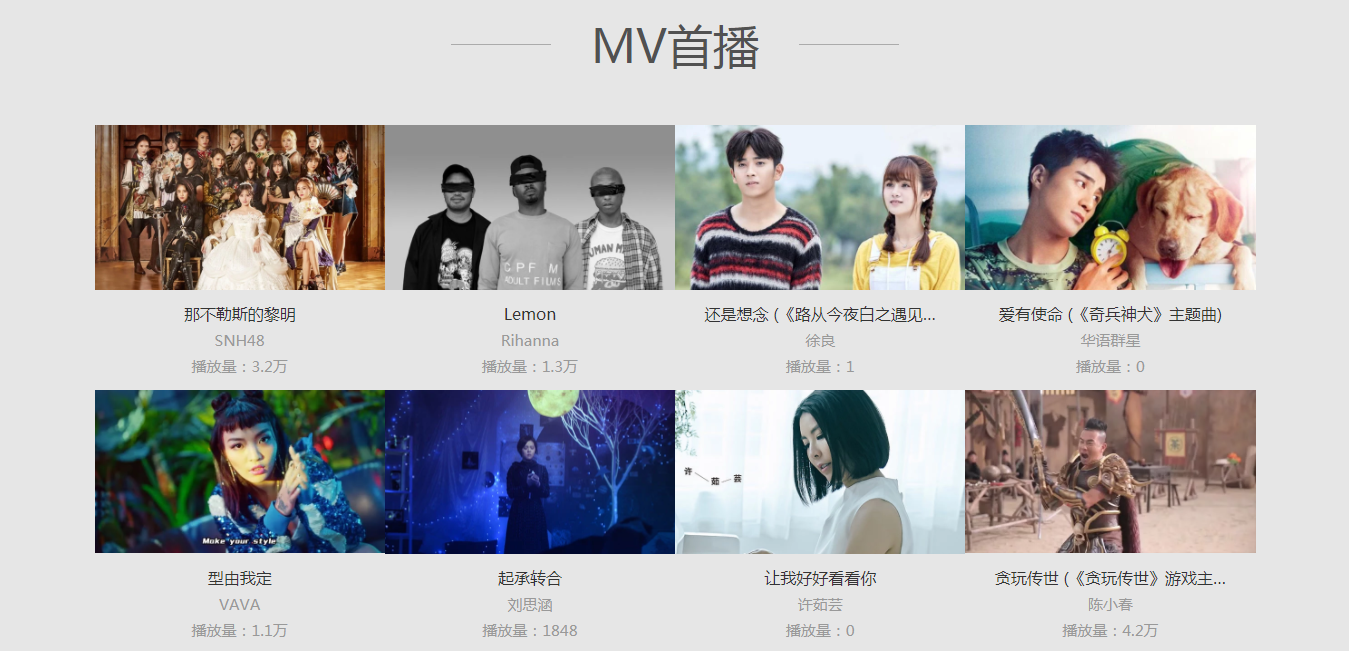 MV首播
那不勒斯的黎明
SNH48
播放量：3.2万
CPFM
ADULT FILMS
HUMAN MA
Lemon
Rihanna
播放量：1.3万
还是想念 (《路从今夜白之遇见...
徐良
播放量：1
爱有使命 (《奇兵神犬》主题曲)
华语群星
播放量：0
Make your style
型由我定
VAVA
播放量：1.1万
起承转合
刘思涵
播放量：1848
许茹芸
让我好好看看你
许茹芸
播放量：0
贪玩传世 (《贪玩传世》游戏主...
陈小春
播放量：4.2万